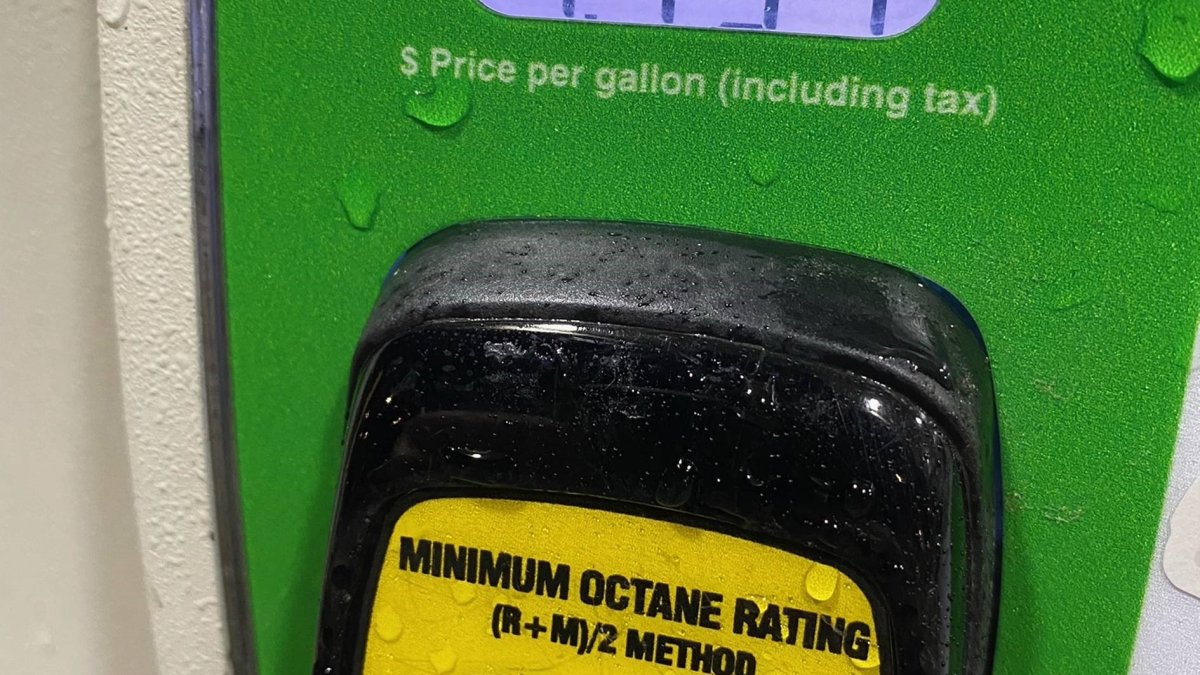 $ Price per gallon (including tax)
MINIMUM OCTANE RATING
(R+M)/2 METHOD